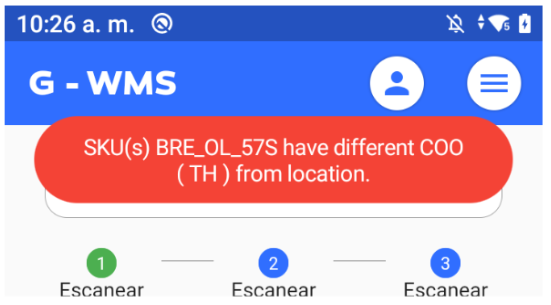 10:26 a. m.
G - WMS
SKU(s) BRE_OL_57S have different COO
( TH ) from location.
1 2 3
Escanear Escanear Escanear